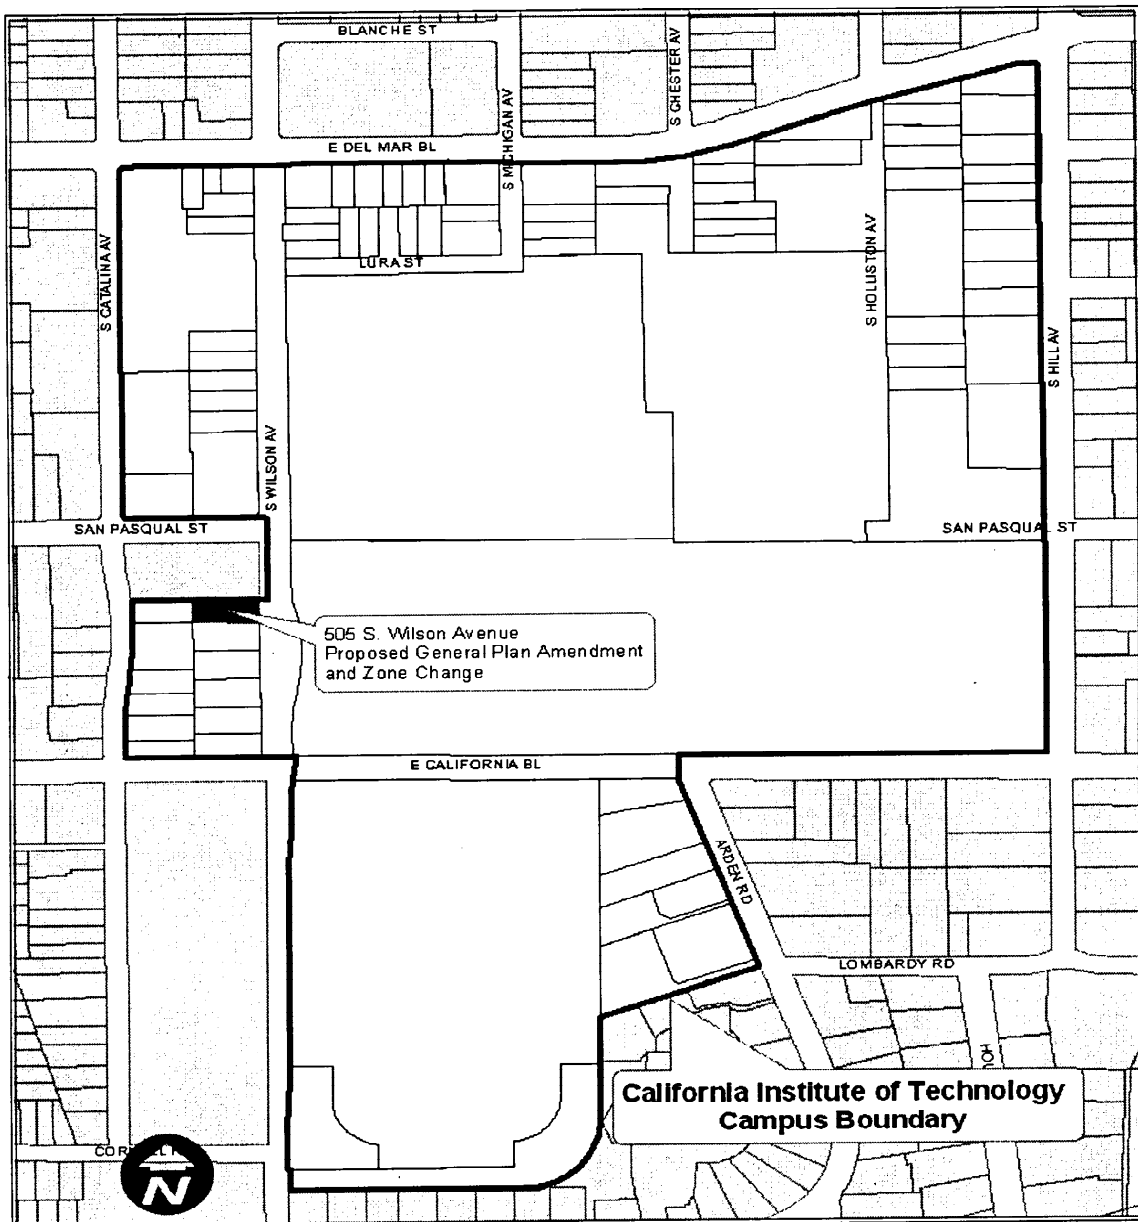 BLANCHE ST
S CHESTER AV
S MICHIGAN AV
E DEL MAR BL
S CATALINA AV
LURA ST
S HOLLISTON AV
S HILL AV
S WILSON AV
SAN PASQUAL ST
SAN PASQUAL ST
505 S. Wilson Avenue
Proposed General Plan Amendment
and Zone Change
E CALIFORNIA BL
ARDEN RD
LOMBARDY RD
California Institute of Technology
Campus Boundary
N